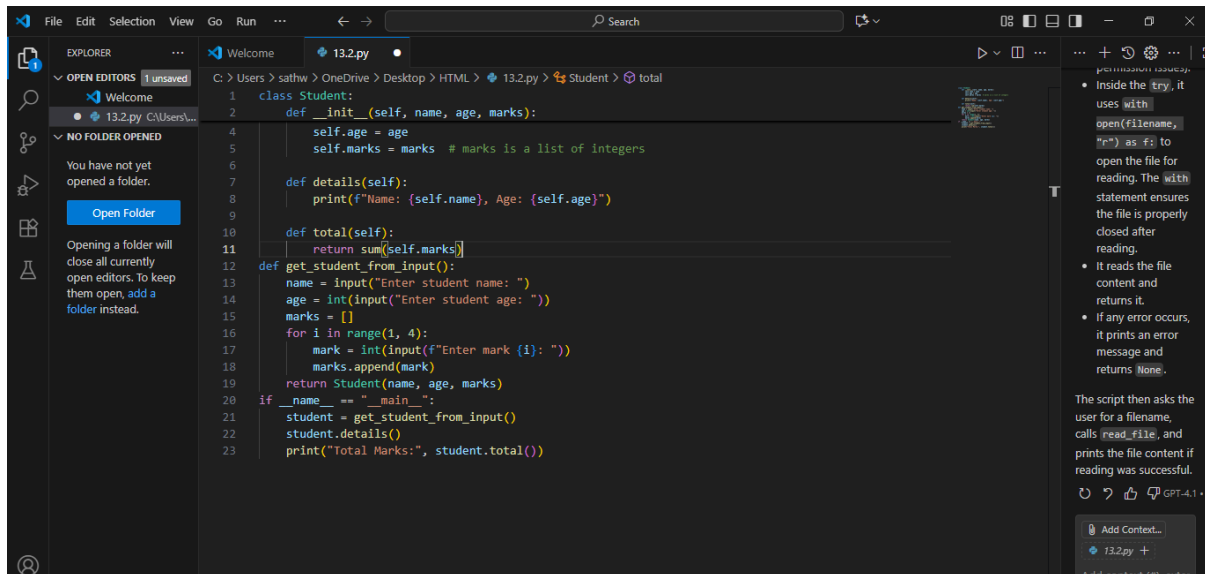 File Edit Selection View Go Run ··· Search
EXPLORER ···
OPEN EDITORS 1 unsaved
Welcome
13.2.py C:\Users\...
NO FOLDER OPENED
You have not yet
opened a folder.
Open Folder
Opening a folder will
close all currently
open editors. To keep
them open, add a
folder instead.
1
Welcome 13.2.py
C: > Users > sathw > OneDrive > Desktop > HTML > 13.2.py > Student > total
1 class Student:
2     def __init__(self, name, age, marks):
4         self.age = age
5         self.marks = marks  # marks is a list of integers
6
7     def details(self):
8         print(f"Name: {self.name}, Age: {self.age}")
9
10     def total(self):
11         return sum(self.marks)
12 def get_student_from_input():
13     name = input("Enter student name: ")
14     age = int(input("Enter student age: "))
15     marks = []
16     for i in range(1, 4):
17         mark = int(input(f"Enter mark {i}: "))
18         marks.append(mark)
19     return Student(name, age, marks)
20 if __name__ == "__main__":
21     student = get_student_from_input()
22     student.details()
23     print("Total Marks:", student.total())
permission issues).
• Inside the try, it
uses with
open(filename,
"r") as f: to
open the file for
reading. The with
statement ensures
the file is properly
closed after
reading.
• It reads the file
content and
returns it.
• If any error occurs,
it prints an error
message and
returns None.
The script then asks the
user for a filename,
calls read_file, and
prints the file content if
reading was successful.
GPT-4.1 •
Add Context...
13.2.py +